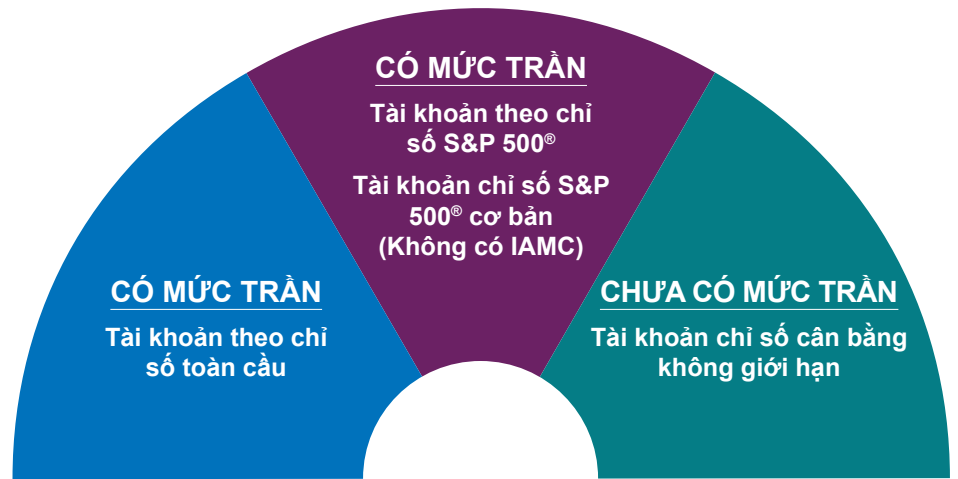 CÓ MỨC TRẦN
Tài khoản theo chỉ
số S&P 500®
Tài khoản chỉ số S&P
500® cơ bản
(Không có IAMC)
CÓ MỨC TRẦN
Tài khoản theo chỉ
số toàn cầu
CHƯA CÓ MỨC TRẦN
Tài khoản chỉ số cân bằng
không giới hạn